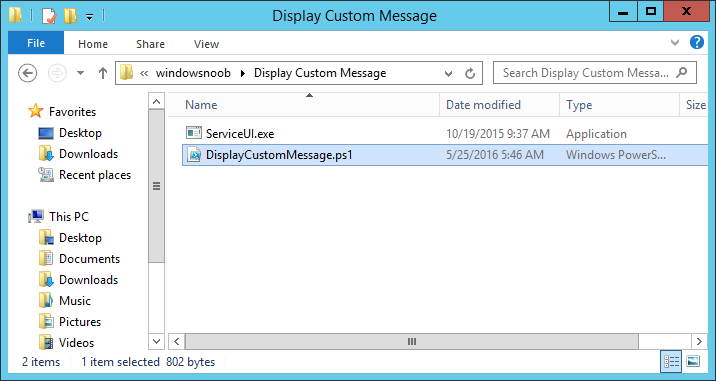 Display Custom Message
File Home Share View
windowsnoob Display Custom Message Search Display Custom Messa...
Name Date modified Type Size
Favorites
Desktop
Downloads
Recent places
This PC
Desktop
Documents
Downloads
Music
Pictures
Videos
ServiceUI.exe 10/19/2015 9:37 AM Application
DisplayCustomMessage.ps1 5/25/2016 5:46 AM Windows PowerS...
2 items 1 item selected 802 bytes